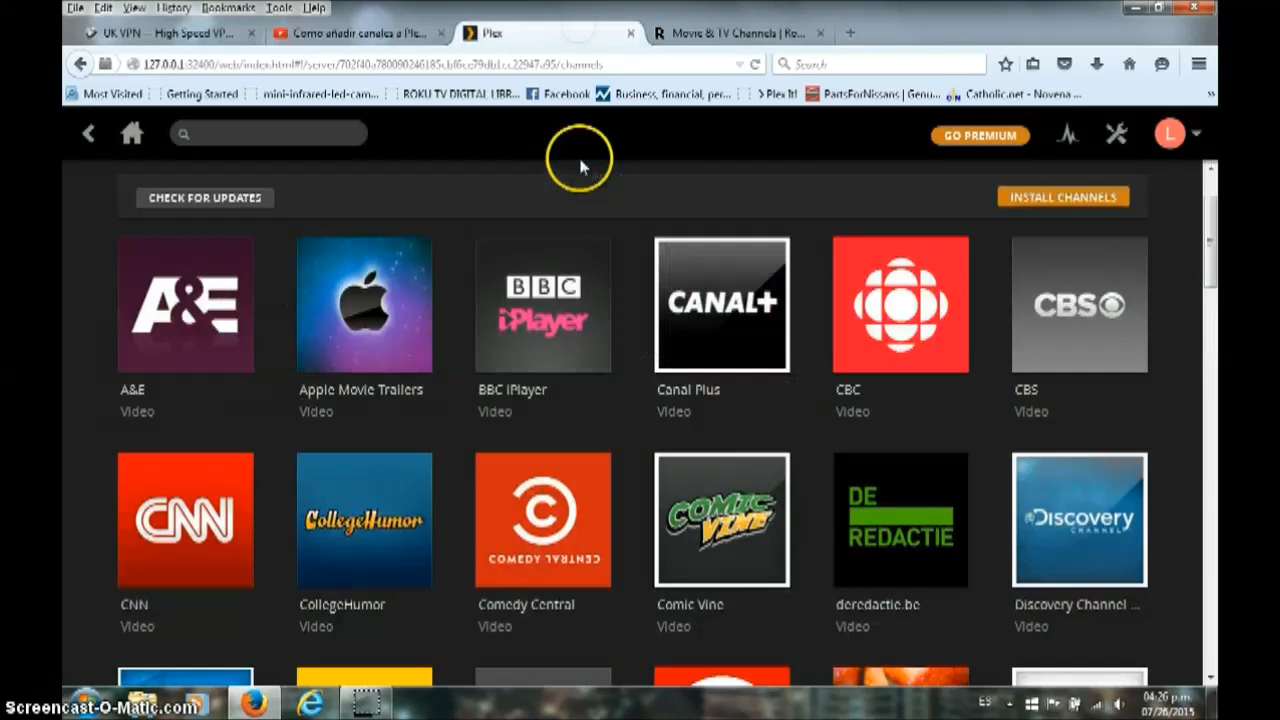 File Edit View History Bookmarks Tools Help
UK VPN — High Speed VP...
Como añadir canales a Ple...
Plex
R Movie & TV Channels | Ro...
Search
Most Visited
Getting Started
mini-infrared-led-cam...
ROKU TV DIGITAL LIBR...
Facebook
Business, financial, per...
Plex It!
PartsForNissans | Genu...
Catholic.net - Novena ...
GO PREMIUM
L
CHECK FOR UPDATES
INSTALL CHANNELS
A&E
BBC iPlayer
CANAL+
CBS
A&E
Apple Movie Trailers
BBC iPlayer
Canal Plus
CBC
CBS
Video
Video
Video
Video
Video
Video
CNN
CollegeHumor
COMEDY CENTRAL
COMIC VINE
DE REDACTIE
Discovery CHANNEL
CNN
CollegeHumor
Comedy Central
Comic Vine
deredactie.be
Discovery Channel ...
Video
Video
Video
Video
Video
Video
ES
04:26 p.m.
07/26/2015
Screencast-O-Matic.com